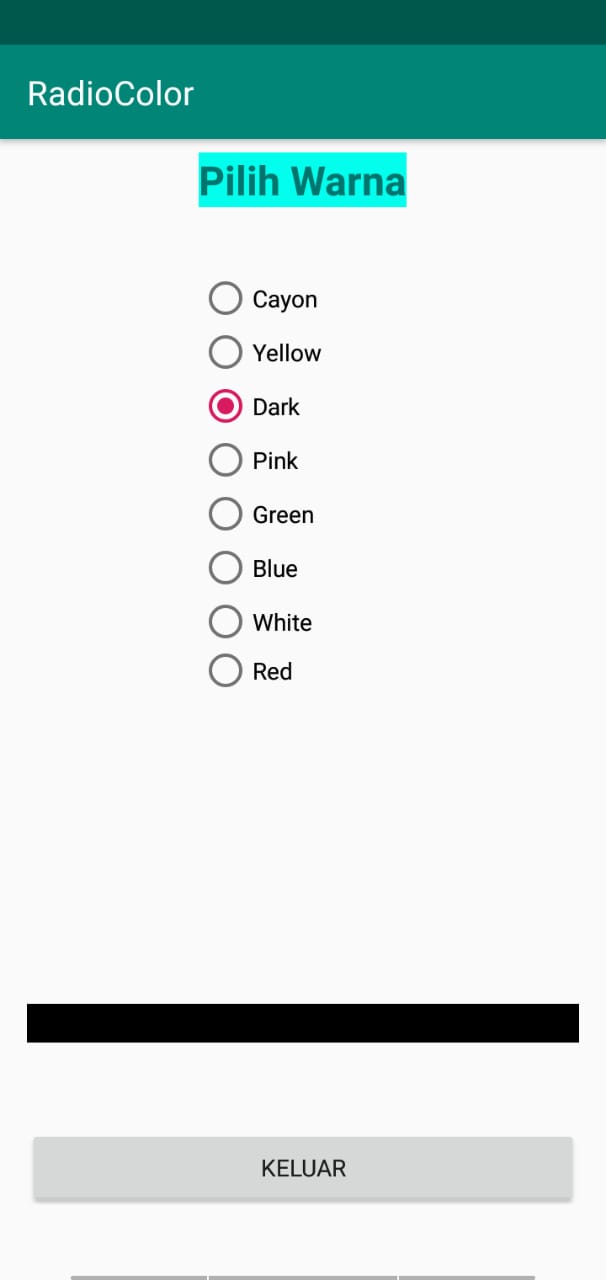 RadioColor
Pilih Warna
Cayon
Yellow
Dark
Pink
Green
Blue
White
Red
KELUAR